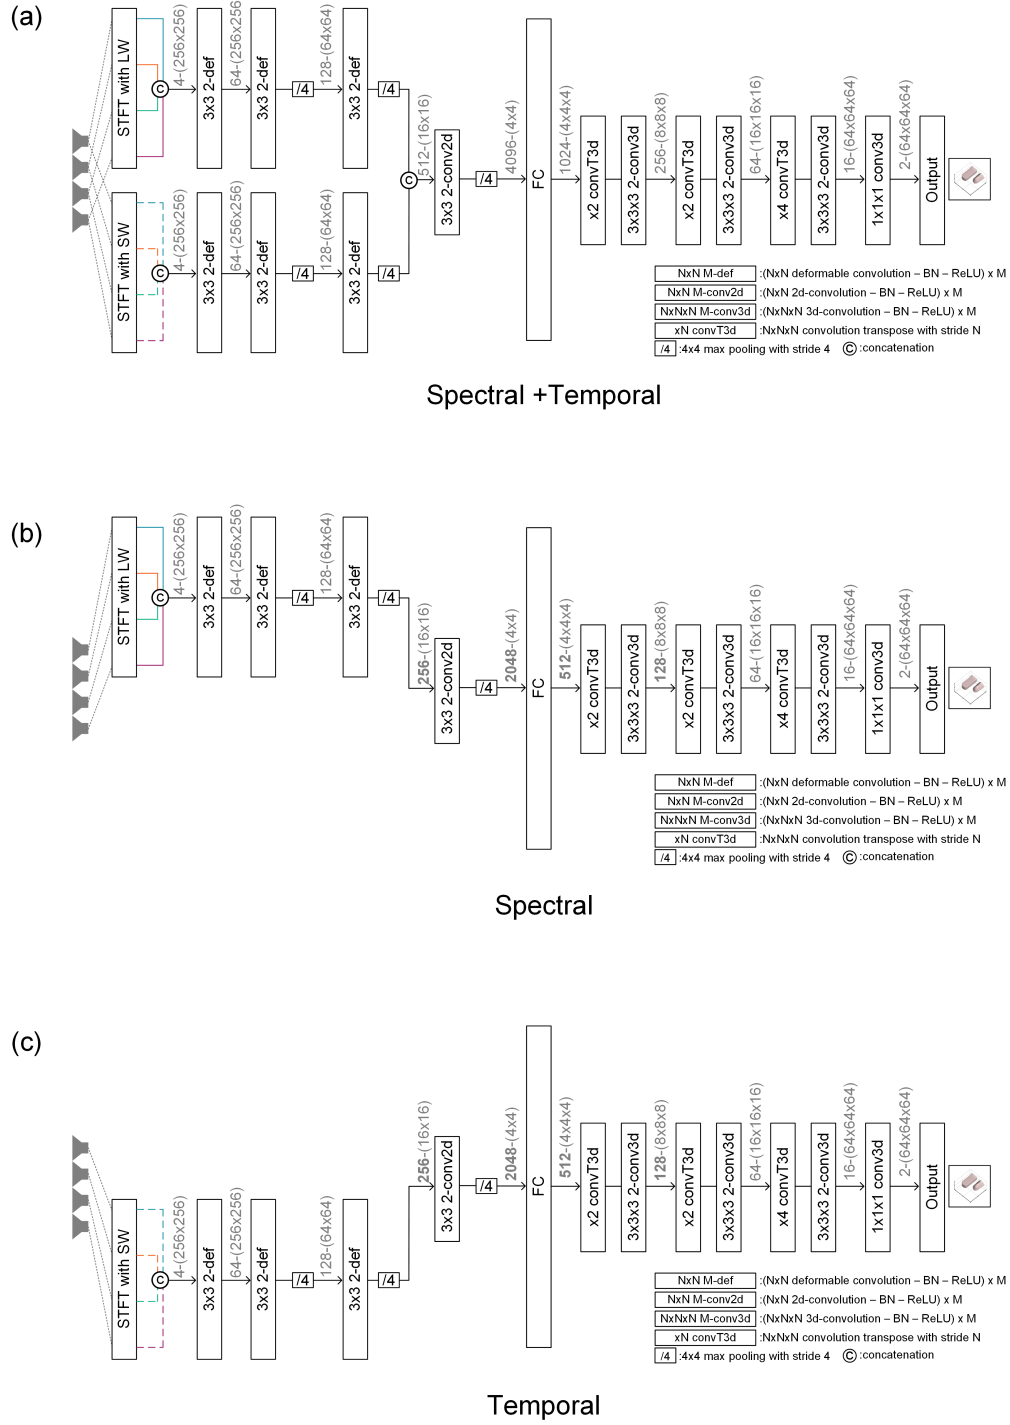 (a)
STFT with LW
C
4-(256x256)
3x3 2-def
64-(256x256)
3x3 2-def
/4
128-(64x64)
3x3 2-def
/4
STFT with SW
C
4-(256x256)
3x3 2-def
64-(256x256)
3x3 2-def
/4
128-(64x64)
3x3 2-def
/4
C
512-(16x16)
3x3 2-conv2d
/4
4096-(4x4)
FC
1024-(4x4x4)
x2 convT3d
3x3x3 2-conv3d
256-(8x8x8)
x2 convT3d
3x3x3 2-conv3d
64-(16x16x16)
x4 convT3d
3x3x3 2-conv3d
16-(64x64x64)
1x1x1 conv3d
2-(64x64x64)
Output
NxN M-def :(NxN deformable convolution – BN – ReLU) x M
NxN M-conv2d :(NxN 2d-convolution – BN – ReLU) x M
NxNxN M-conv3d :(NxNxN 3d-convolution – BN – ReLU) x M
xN convT3d :NxNxN convolution transpose with stride N
/4 :4x4 max pooling with stride 4 C :concatenation
Spectral +Temporal
(b)
STFT with LW
C
4-(256x256)
3x3 2-def
64-(256x256)
3x3 2-def
/4
128-(64x64)
3x3 2-def
/4
256-(16x16)
3x3 2-conv2d
/4
2048-(4x4)
FC
512-(4x4x4)
x2 convT3d
3x3x3 2-conv3d
128-(8x8x8)
x2 convT3d
3x3x3 2-conv3d
64-(16x16x16)
x4 convT3d
3x3x3 2-conv3d
16-(64x64x64)
1x1x1 conv3d
2-(64x64x64)
Output
NxN M-def :(NxN deformable convolution – BN – ReLU) x M
NxN M-conv2d :(NxN 2d-convolution – BN – ReLU) x M
NxNxN M-conv3d :(NxNxN 3d-convolution – BN – ReLU) x M
xN convT3d :NxNxN convolution transpose with stride N
/4 :4x4 max pooling with stride 4 C :concatenation
Spectral
(c)
STFT with SW
C
4-(256x256)
3x3 2-def
64-(256x256)
3x3 2-def
/4
128-(64x64)
3x3 2-def
/4
256-(16x16)
3x3 2-conv2d
/4
2048-(4x4)
FC
512-(4x4x4)
x2 convT3d
3x3x3 2-conv3d
128-(8x8x8)
x2 convT3d
3x3x3 2-conv3d
64-(16x16x16)
x4 convT3d
3x3x3 2-conv3d
16-(64x64x64)
1x1x1 conv3d
2-(64x64x64)
Output
NxN M-def :(NxN deformable convolution – BN – ReLU) x M
NxN M-conv2d :(NxN 2d-convolution – BN – ReLU) x M
NxNxN M-conv3d :(NxNxN 3d-convolution – BN – ReLU) x M
xN convT3d :NxNxN convolution transpose with stride N
/4 :4x4 max pooling with stride 4 C :concatenation
Temporal